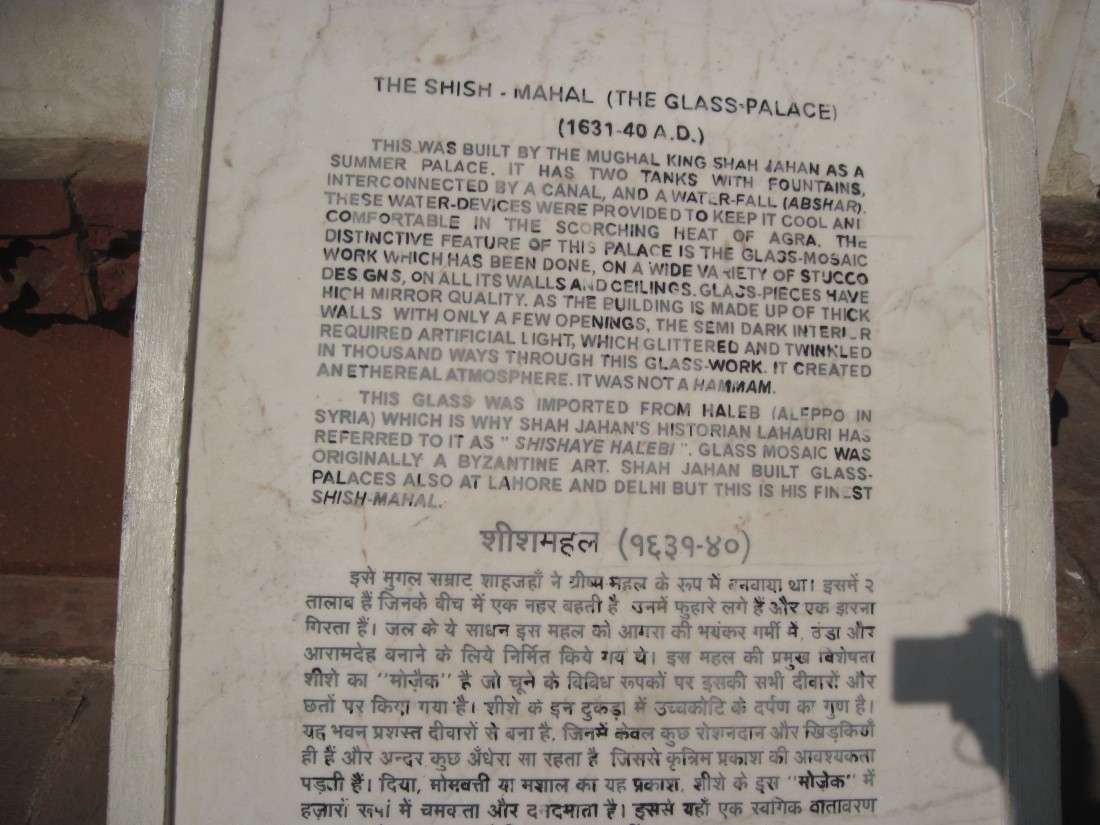 THE SHISH - MAHAL (THE GLASS-PALACE)
(1631-40 A.D.)
THIS WAS BUILT BY THE MUGHAL KING SHAH JAHAN AS A
SUMMER PALACE. IT HAS TWO TANKS WITH FOUNTAINS,
INTERCONNECTED BY A CANAL, AND A WATER-FALL (ABSHAR).
THESE WATER-DEVICES WERE PROVIDED TO KEEP IT COOL AND
COMFORTABLE IN THE SCORCHING HEAT OF AGRA. THE
DISTINCTIVE FEATURE OF THIS PALACE IS THE GLASS-MOSAIC
WORK WHICH HAS BEEN DONE, ON A WIDE VARIETY OF STUCCO
DESIGNS, ON ALL ITS WALLS AND CEILINGS. GLASS-PIECES HAVE
HIGH MIRROR QUALITY. AS THE BUILDING IS MADE UP OF THICK
WALLS WITH ONLY A FEW OPENINGS, THE SEMI DARK INTERIOR
REQUIRED ARTIFICIAL LIGHT, WHICH GLITTERED AND TWINKLED
IN THOUSAND WAYS THROUGH THIS GLASS-WORK. IT CREATED
AN ETHEREAL ATMOSPHERE. IT WAS NOT A HAMMAM.
THIS GLASS WAS IMPORTED FROM HALEB (ALEPPO IN
SYRIA) WHICH IS WHY SHAH JAHAN'S HISTORIAN LAHAURI HAS
REFERRED TO IT AS " SHISHAYE HALEBI ". GLASS MOSAIC WAS
ORIGINALLY A BYZANTINE ART. SHAH JAHAN BUILT GLASS-
PALACES ALSO AT LAHORE AND DELHI BUT THIS IS HIS FINEST
SHISH-MAHAL.
शीशमहल (१६३१-४०)
इसे मुगल सम्राट शाहजहाँ ने ग्रीष्म महल के रूप में बनवाया था। इसमें २
तालाब हैं जिनके बीच में एक नहर बहती है उनमें फुहारे लगे हैं और एक झरना
गिरता हैं। जल के ये साधन इस महल को आगरा की भयंकर गर्मी में, ठंडा और
आरामदेह बनाने के लिये निर्मित किये गय थे। इस महल की प्रमुख विशेषता
शीशे का "मोज़ैक" है जो चूने के विविध रूपकों पर इसकी सभी दीवारों और
छतों पर किया गया है। शीशे के इन टुकड़ा में उच्चकोटि के दर्पण का गुण है।
यह भवन प्रशस्त दीवारों से बना है, जिनमें केवल कुछ रोशनदान और खिड़कियाँ
ही हैं और अन्दर कुछ अँधेरा सा रहता है जिससे कृत्रिम प्रकाश की आवश्यकता
पड़ती हैं। दिया, मोमबत्ती या मशाल का यह प्रकाश, शीशे के इस "मोज़ेक" में
हज़ारों रूपों में चमकता और दमदिमाता है। इससे यहाँ एक स्वर्गिक वातावरण